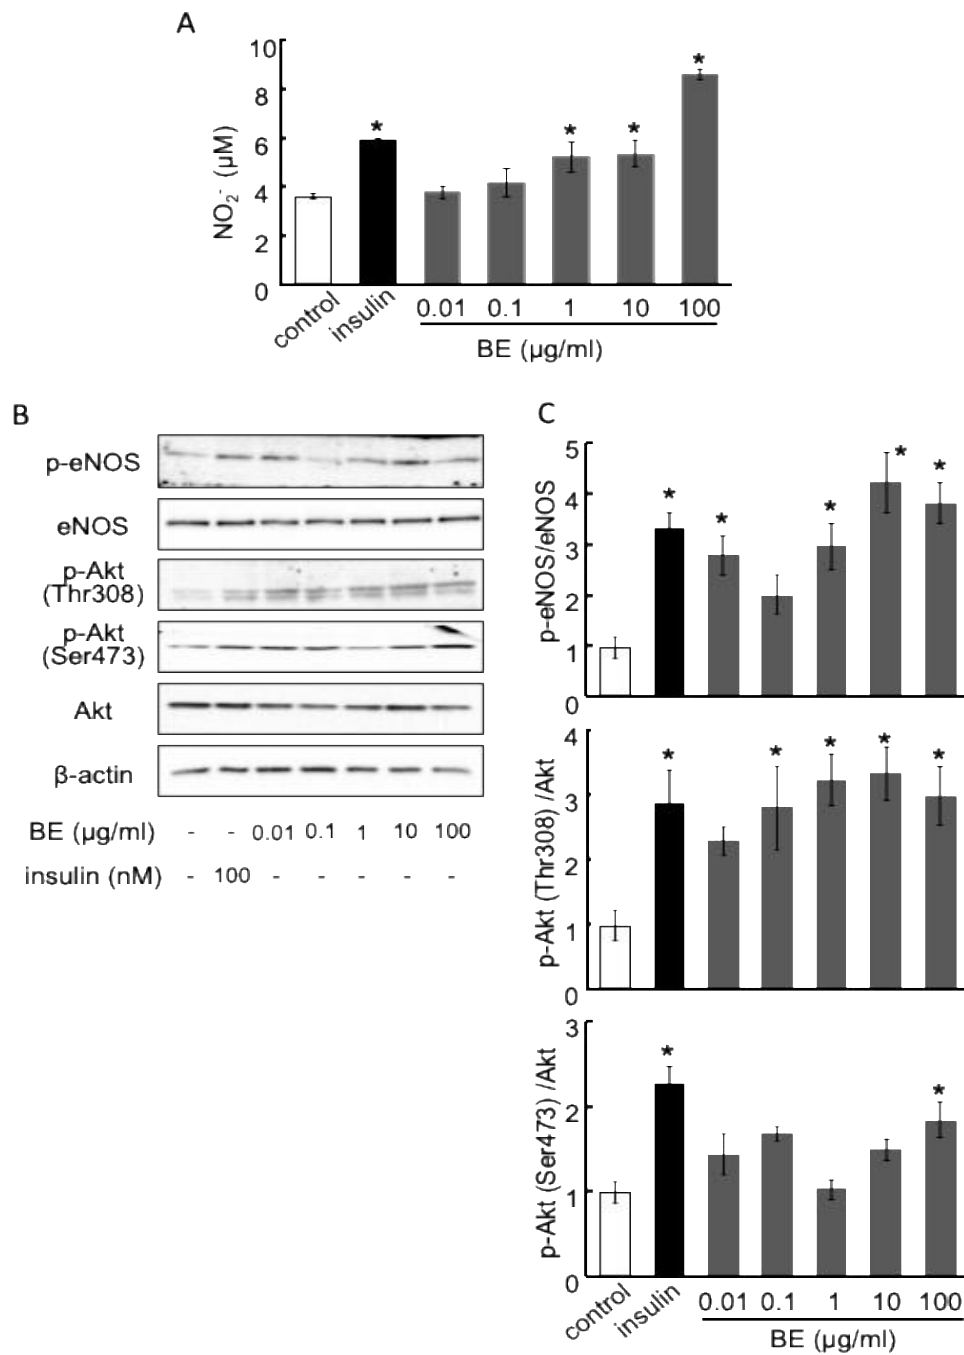 A
10
8
6
4
2
0
NO₂⁻ (µM)
*
*
*
*
control
insulin
0.01 0.1 1 10 100
BE (µg/ml)
B
p-eNOS
eNOS
p-Akt
(Thr308)
p-Akt
(Ser473)
Akt
β-actin
BE (µg/ml) - - 0.01 0.1 1 10 100
insulin (nM) - 100 - - - - -
C
5
4
3
2
1
0
p-eNOS/eNOS
*
*
*
*
*
4
3
2
1
0
p-Akt (Thr308) /Akt
*
*
*
*
*
3
2
1
0
p-Akt (Ser473) /Akt
*
*
control
insulin
0.01 0.1 1 10 100
BE (µg/ml)